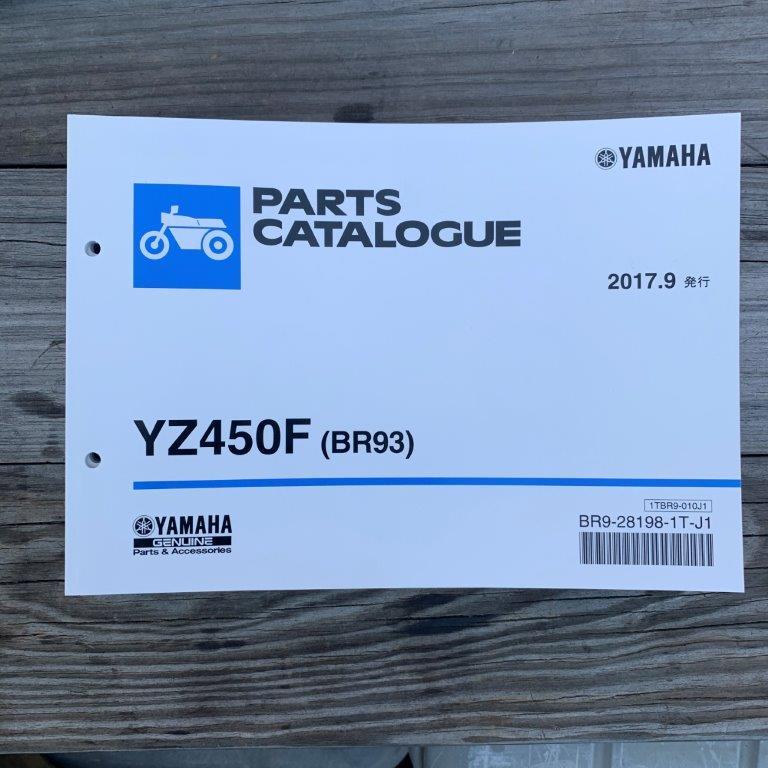 YAMAHA
PARTS
CATALOGUE
2017.9 発行
YZ450F (BR93)
YAMAHA
GENUINE
Parts & Accessories
1TBR9-010J1
BR9-28198-1T-J1